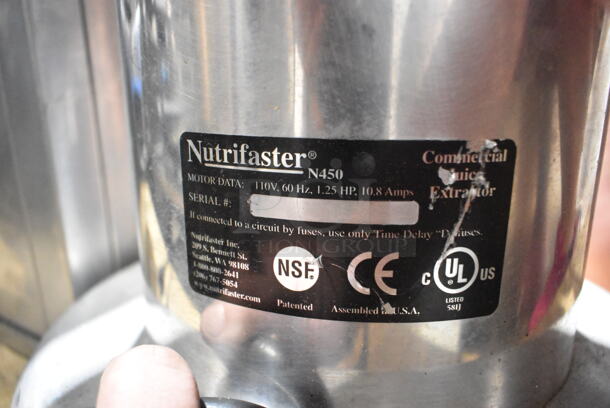 Nutrifaster® N450
Commercial Juice Extractor
MOTOR DATA: 110V, 60 Hz, 1.25 HP, 10.8 Amps
SERIAL #:
If connected to a circuit by fuses, use only "Time Delay "D" fuses.
Nutrifaster Inc.
209 S. Bennett St.
Seattle, WA 98108
1-800-800-2641
(206) 767-5054
www.nutrifaster.com
NSF®
Patented
CE
Assembled in U.S.A.
C UL® US
LISTED
581J